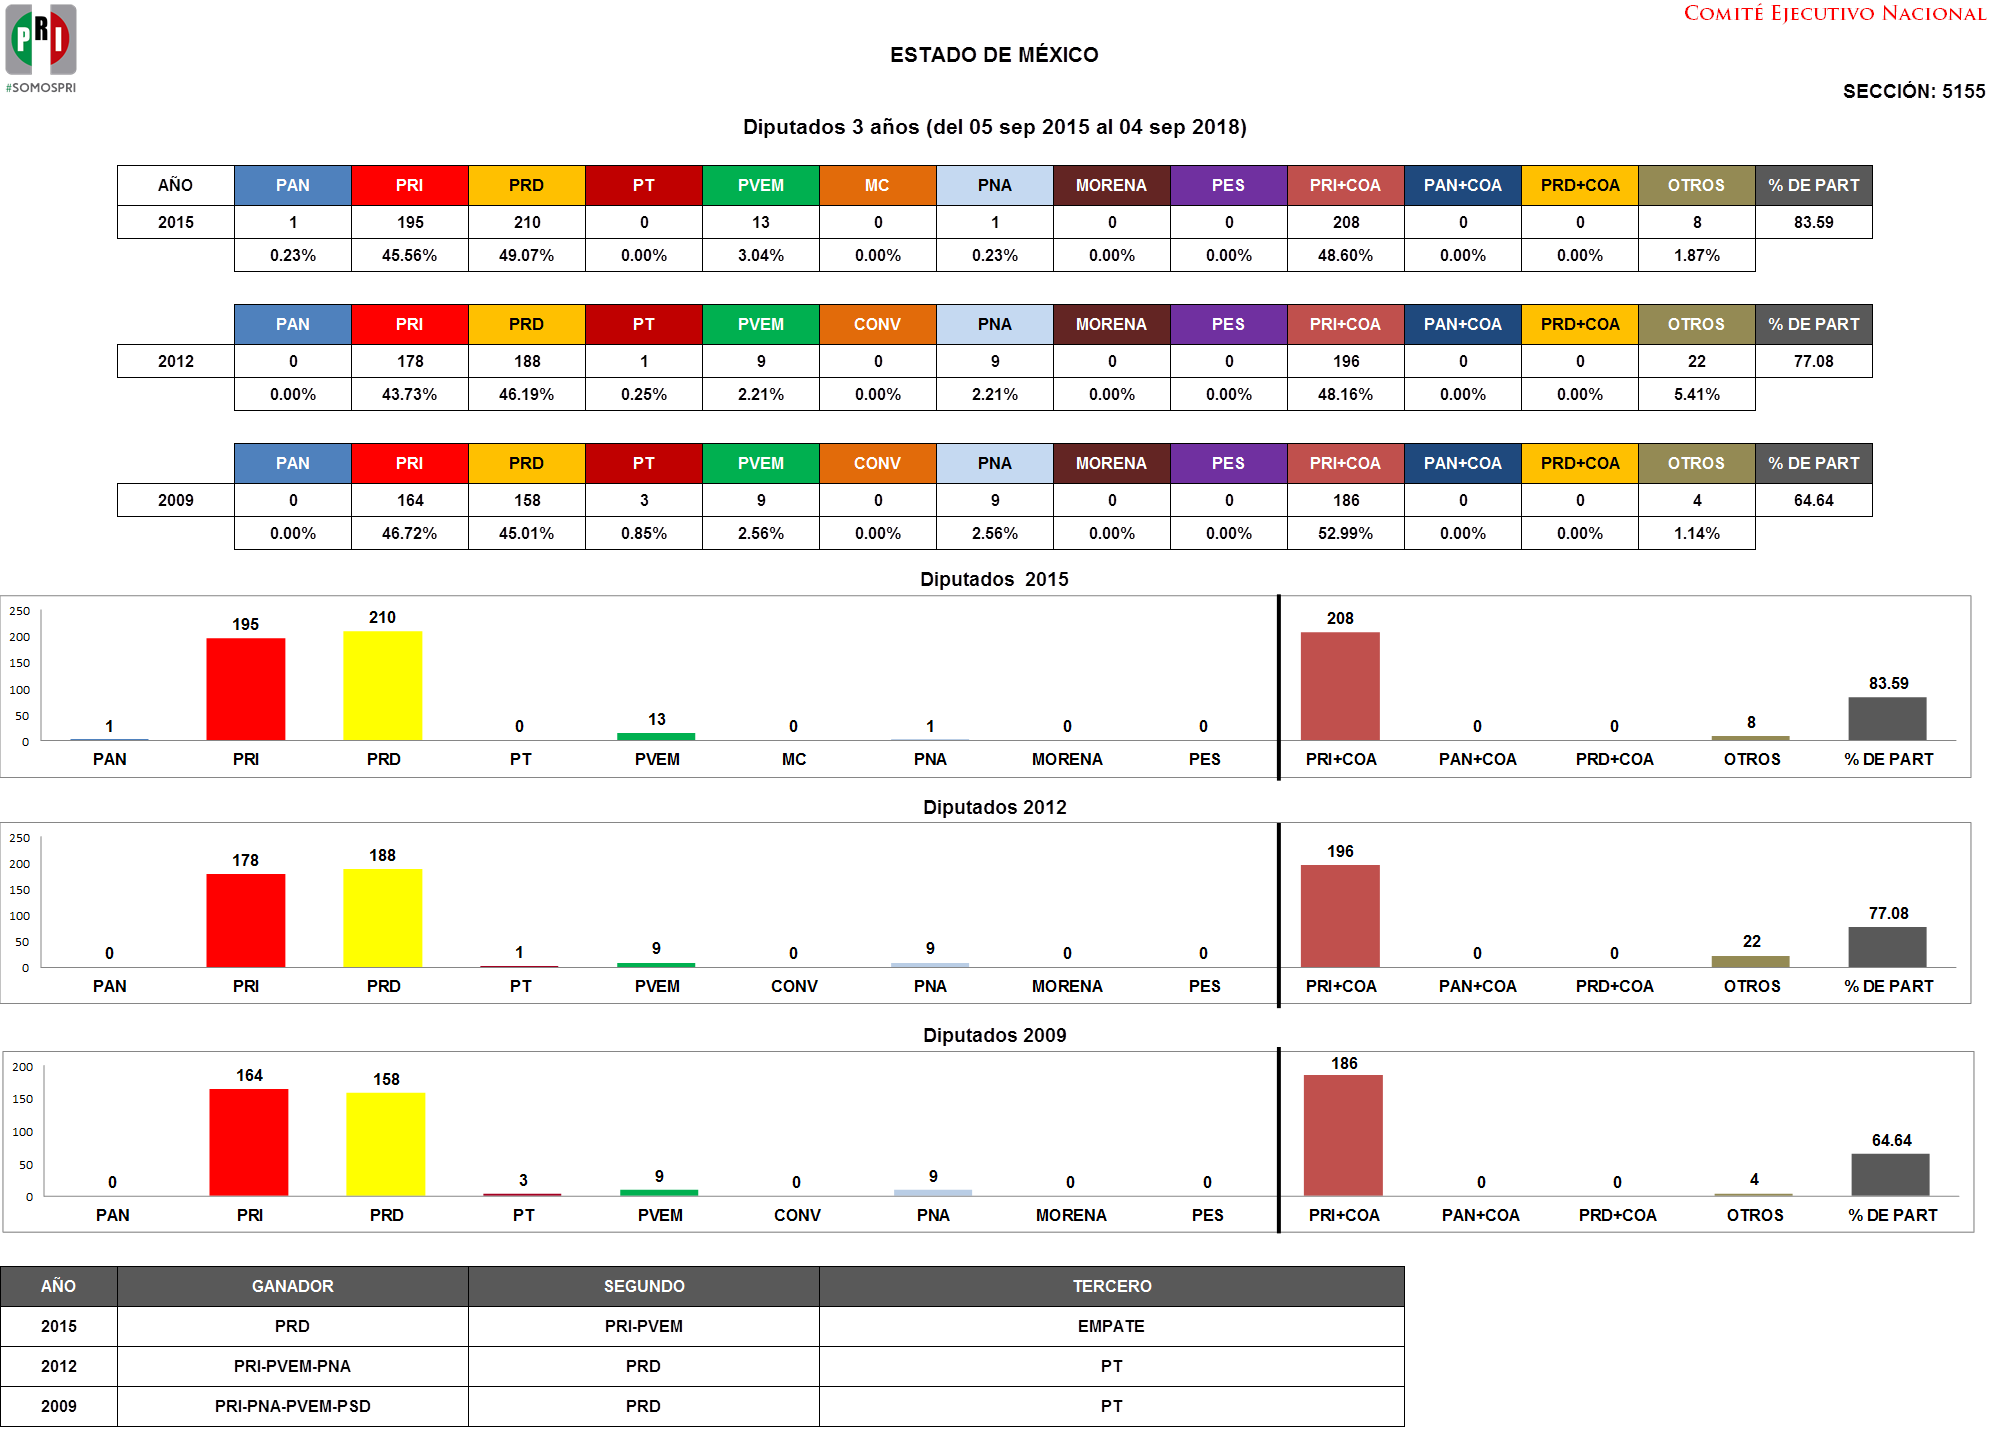 PRI
#SOMOSPRI
COMITÉ EJECUTIVO NACIONAL
ESTADO DE MÉXICO
SECCIÓN: 5155
Diputados 3 años (del 05 sep 2015 al 04 sep 2018)
AÑO PAN PRI PRD PT PVEM MC PNA MORENA PES PRI+COA PAN+COA PRD+COA OTROS % DE PART
2015 1 195 210 0 13 0 1 0 0 208 0 0 8 83.59
0.23% 45.56% 49.07% 0.00% 3.04% 0.00% 0.23% 0.00% 0.00% 48.60% 0.00% 0.00% 1.87%
PAN PRI PRD PT PVEM CONV PNA MORENA PES PRI+COA PAN+COA PRD+COA OTROS % DE PART
2012 0 178 188 1 9 0 9 0 0 196 0 0 22 77.08
0.00% 43.73% 46.19% 0.25% 2.21% 0.00% 2.21% 0.00% 0.00% 48.16% 0.00% 0.00% 5.41%
PAN PRI PRD PT PVEM CONV PNA MORENA PES PRI+COA PAN+COA PRD+COA OTROS % DE PART
2009 0 164 158 3 9 0 9 0 0 186 0 0 4 64.64
0.00% 46.72% 45.01% 0.85% 2.56% 0.00% 2.56% 0.00% 0.00% 52.99% 0.00% 0.00% 1.14%
Diputados 2015
250
200
150
100
50
0
1 195 210 0 13 0 1 0 0 208 0 0 8 83.59
PAN PRI PRD PT PVEM MC PNA MORENA PES PRI+COA PAN+COA PRD+COA OTROS % DE PART
Diputados 2012
250
200
150
100
50
0
0 178 188 1 9 0 9 0 0 196 0 0 22 77.08
PAN PRI PRD PT PVEM CONV PNA MORENA PES PRI+COA PAN+COA PRD+COA OTROS % DE PART
Diputados 2009
200
150
100
50
0
0 164 158 3 9 0 9 0 0 186 0 0 4 64.64
PAN PRI PRD PT PVEM CONV PNA MORENA PES PRI+COA PAN+COA PRD+COA OTROS % DE PART
AÑO GANADOR SEGUNDO TERCERO
2015 PRD PRI-PVEM EMPATE
2012 PRI-PVEM-PNA PRD PT
2009 PRI-PNA-PVEM-PSD PRD PT